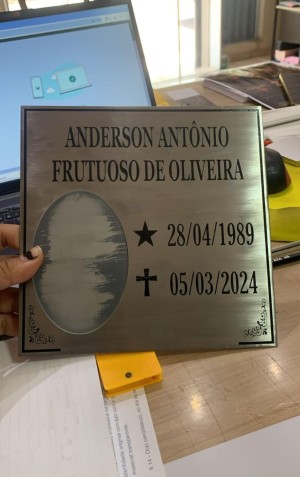 ANDERSON ANTÔNIO
FRUTUOSO DE OLIVEIRA
28/04/1989
05/03/2024